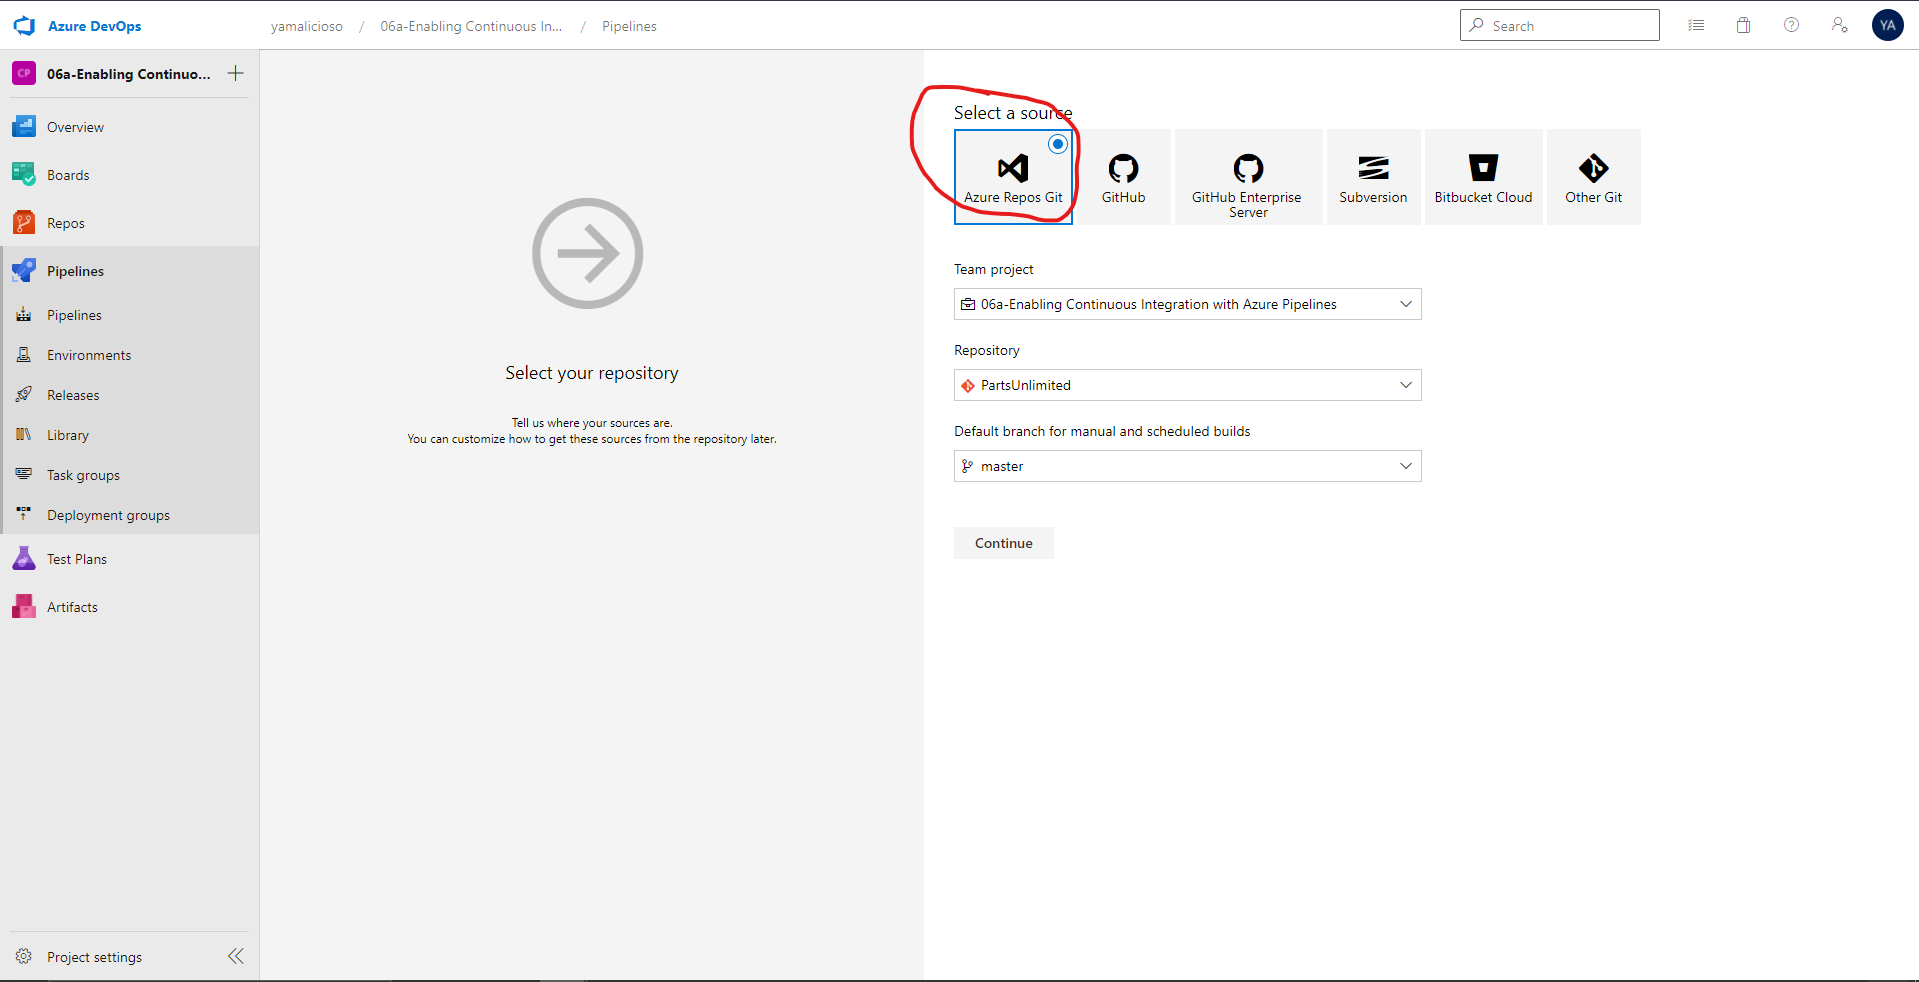 Azure DevOps
yamalicioso / 06a-Enabling Continuous In... / Pipelines
Search
YA
CP
06a-Enabling Continuo...
Overview
Boards
Repos
Pipelines
Pipelines
Environments
Releases
Library
Task groups
Deployment groups
Test Plans
Artifacts
Project settings
Select your repository
Tell us where your sources are.
You can customize how to get these sources from the repository later.
Select a source
Azure Repos Git
GitHub
GitHub Enterprise
Server
Subversion
Bitbucket Cloud
Other Git
Team project
06a-Enabling Continuous Integration with Azure Pipelines
Repository
PartsUnlimited
Default branch for manual and scheduled builds
master
Continue